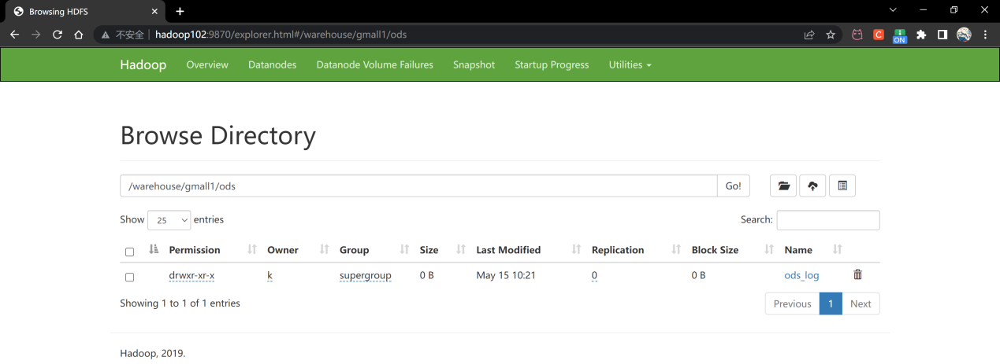 Browsing HDFS
不安全 | hadoop102:9870/explorer.html#/warehouse/gmall1/ods
C
ON
Hadoop Overview Datanodes Datanode Volume Failures Snapshot Startup Progress Utilities
Browse Directory
/warehouse/gmall1/ods Go!
Show 25 entries Search:
Permission Owner Group Size Last Modified Replication Block Size Name
drwxr-xr-x k supergroup 0 B May 15 10:21 0 0 B ods_log
Showing 1 to 1 of 1 entries Previous 1 Next
Hadoop, 2019.